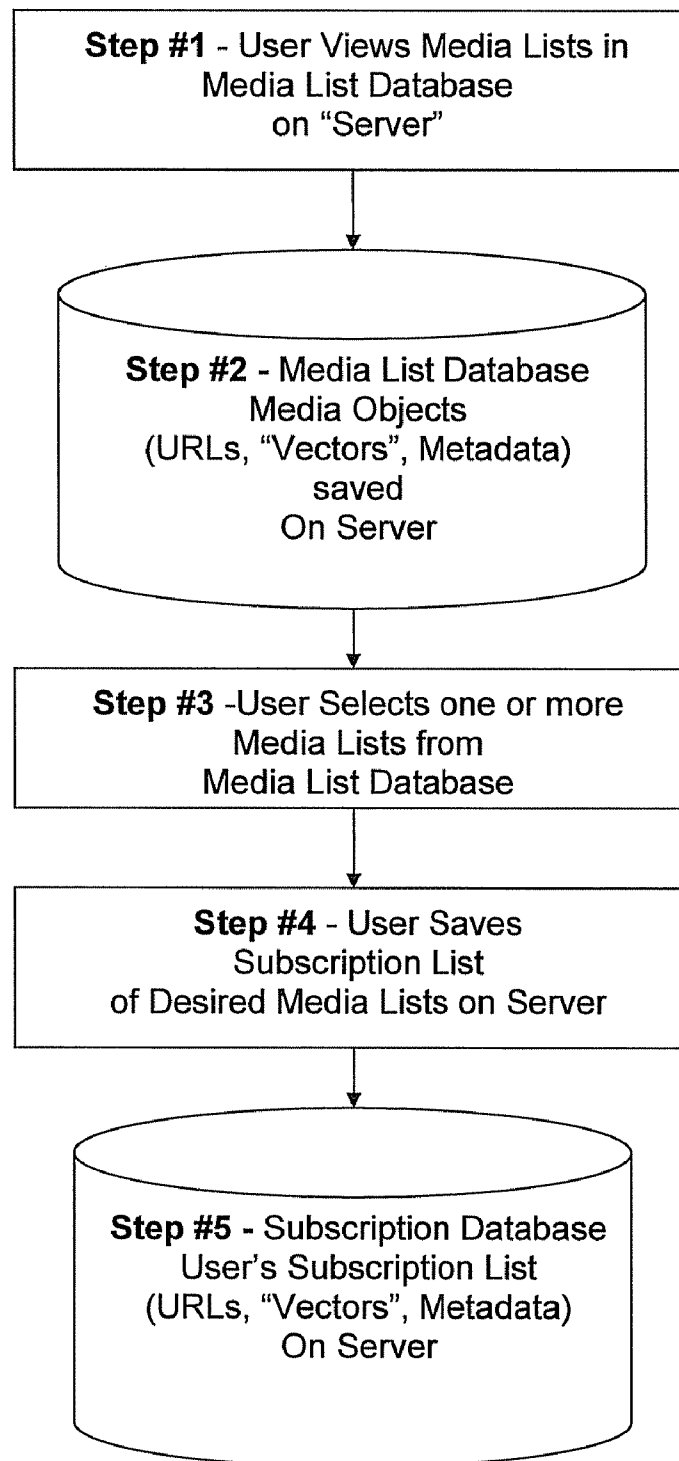 Step #1 - User Views Media Lists in
Media List Database
on “Server”
Step #2 - Media List Database
Media Objects
(URLs, “Vectors”, Metadata)
saved
On Server
Step #3 -User Selects one or more
Media Lists from
Media List Database
Step #4 - User Saves
Subscription List
of Desired Media Lists on Server
Step #5 - Subscription Database
User’s Subscription List
(URLs, “Vectors”, Metadata)
On Server